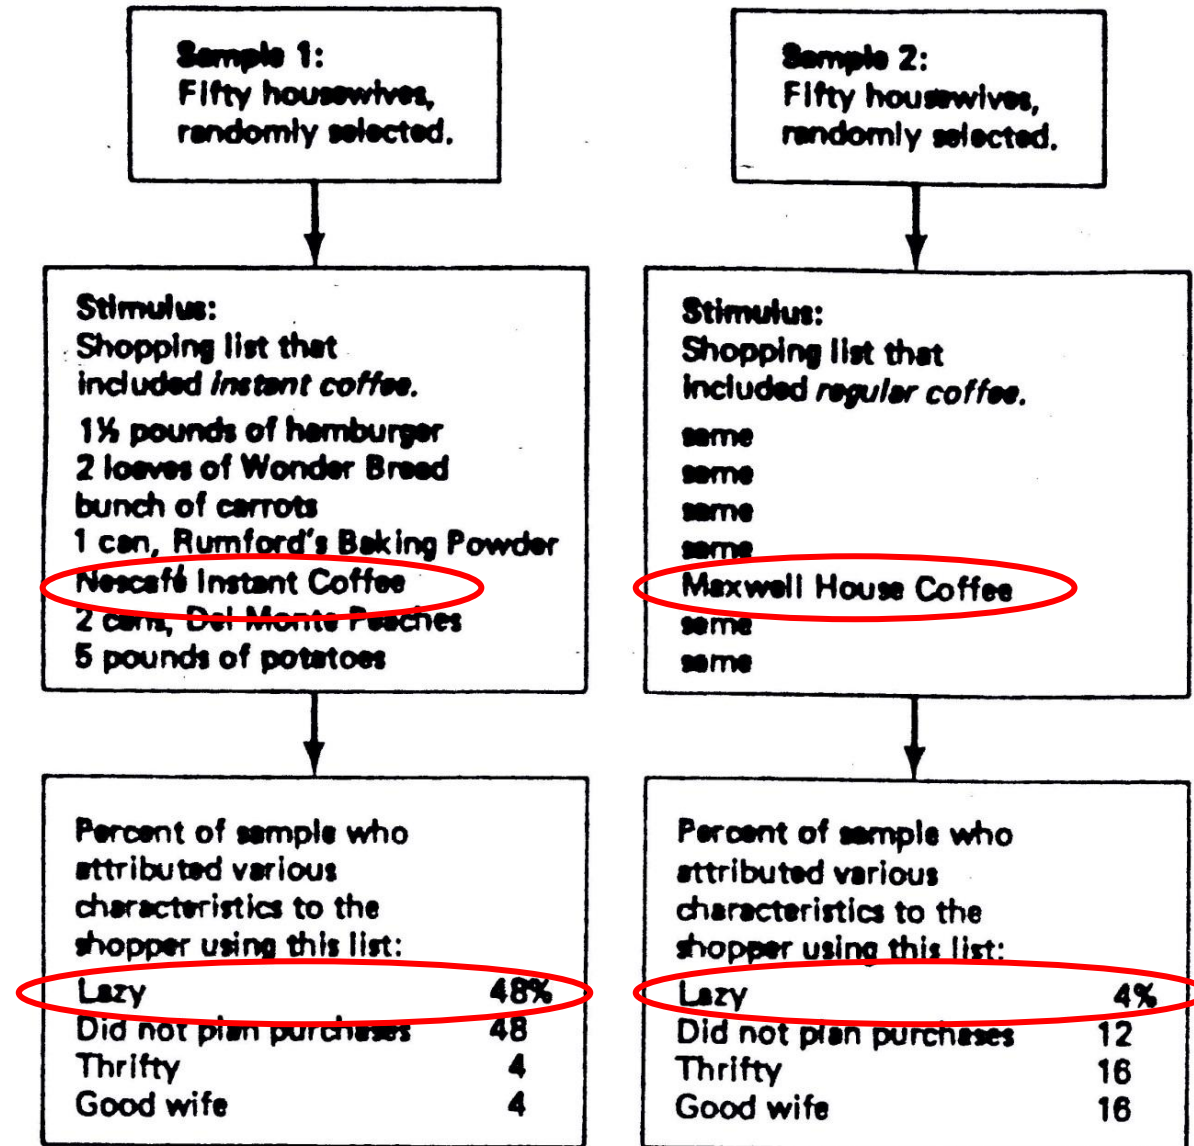 Sample 1:
Fifty housewives,
randomly selected.
Stimulus:
Shopping list that
included instant coffee.
1½ pounds of hamburger
2 loaves of Wonder Bread
bunch of carrots
1 can, Rumford's Baking Powder
Nescafé Instant Coffee
2 cans, Del Monte Peaches
5 pounds of potatoes
Percent of sample who
attributed various
characteristics to the
shopper using this list:
Lazy 48%
Did not plan purchases 48
Thrifty 4
Good wife 4
Sample 2:
Fifty housewives,
randomly selected.
Stimulus:
Shopping list that
included regular coffee.
same
same
same
same
Maxwell House Coffee
same
same
Percent of sample who
attributed various
characteristics to the
shopper using this list:
Lazy 4%
Did not plan purchases 12
Thrifty 16
Good wife 16